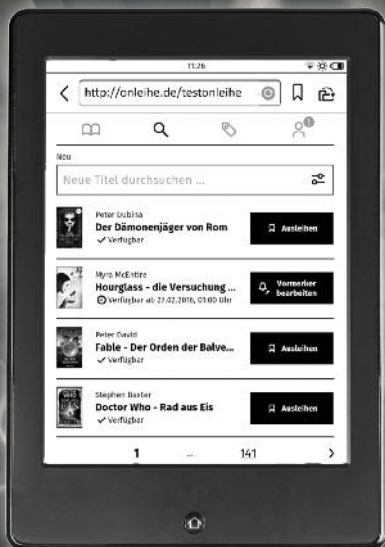 11:26
http://onleihe.de/testonleihe
Neu
Neue Titel durchsuchen ...
Peter Dubina
Der Dämonenjäger von Rom
✓ Verfügbar
Ausleihen
Myra McEntire
Hourglass - die Versuchung ...
Verfügbar ab 27.02.2016, 01:00 Uhr
Vormerker
bearbeiten
Peter David
Fable - Der Orden der Balve...
✓ Verfügbar
Ausleihen
Stephen Baxter
Doctor Who - Rad aus Eis
✓ Verfügbar
Ausleihen
1 .. 141 >